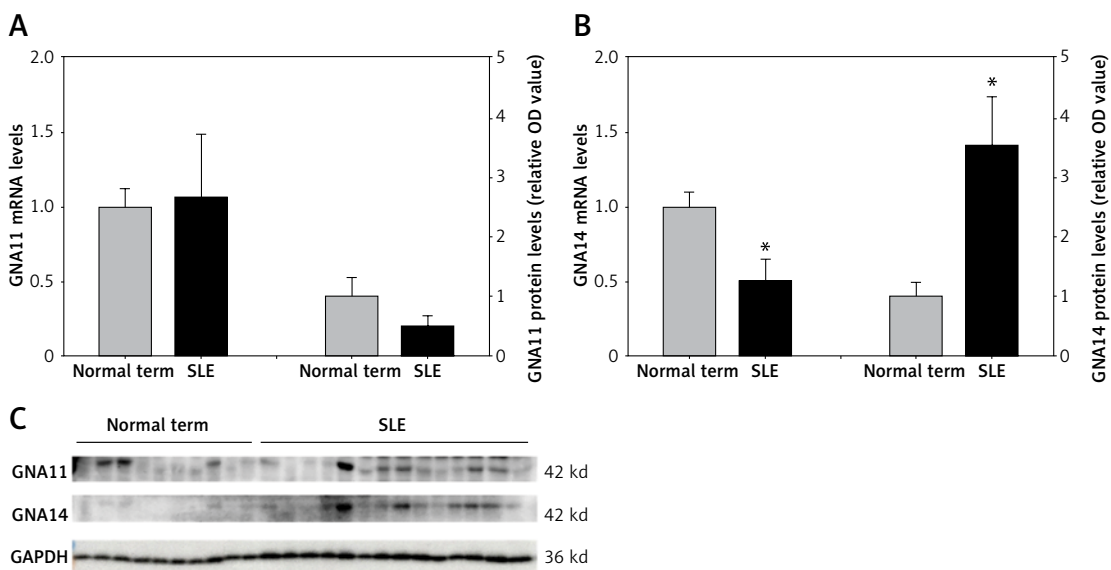 A
GNA11 mRNA levels
2.0
1.5
1.0
0.5
0
5
4
3
2
1
0
GNA11 protein levels (relative OD value)
Normal term SLE Normal term SLE
B
GNA14 mRNA levels
2.0
1.5
1.0
0.5
0
*
*
5
4
3
2
1
0
GNA14 protein levels (relative OD value)
Normal term SLE Normal term SLE
C
Normal term SLE
GNA11 42 kd
GNA14 42 kd
GAPDH 36 kd